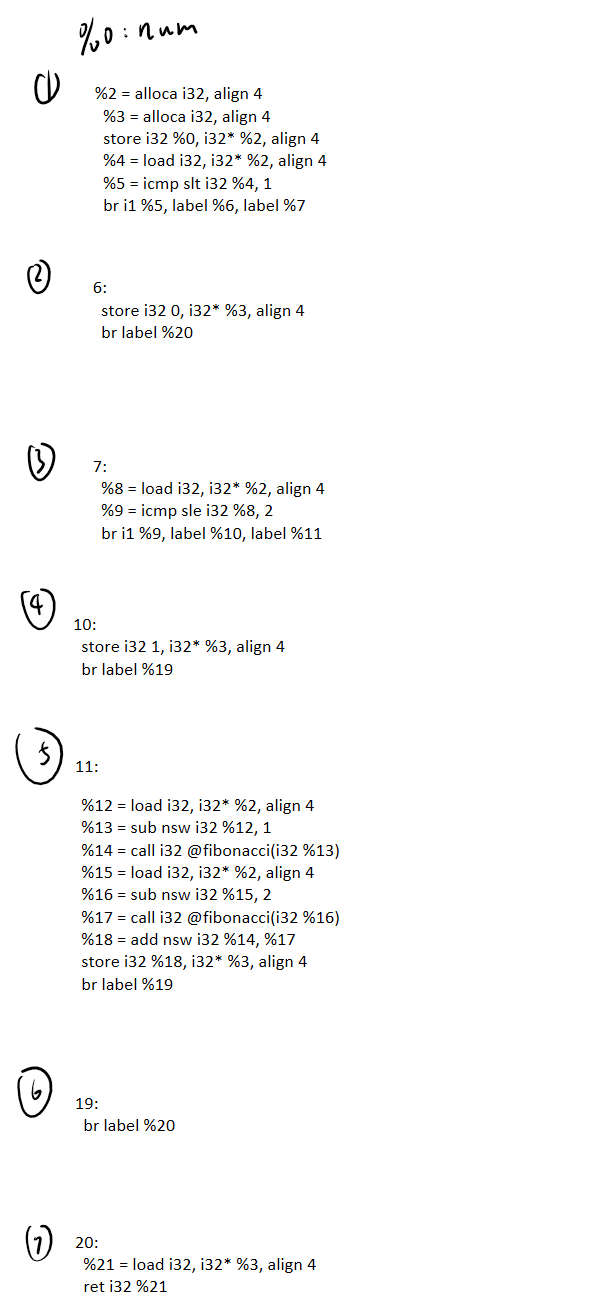 %0 : num
①
%2 = alloca i32, align 4
%3 = alloca i32, align 4
store i32 %0, i32* %2, align 4
%4 = load i32, i32* %2, align 4
%5 = icmp slt i32 %4, 1
br i1 %5, label %6, label %7
②
6:
store i32 0, i32* %3, align 4
br label %20
③
7:
%8 = load i32, i32* %2, align 4
%9 = icmp sle i32 %8, 2
br i1 %9, label %10, label %11
④
10:
store i32 1, i32* %3, align 4
br label %19
⑤
11:
%12 = load i32, i32* %2, align 4
%13 = sub nsw i32 %12, 1
%14 = call i32 @fibonacci(i32 %13)
%15 = load i32, i32* %2, align 4
%16 = sub nsw i32 %15, 2
%17 = call i32 @fibonacci(i32 %16)
%18 = add nsw i32 %14, %17
store i32 %18, i32* %3, align 4
br label %19
⑥
19:
br label %20
⑦
20:
%21 = load i32, i32* %3, align 4
ret i32 %21